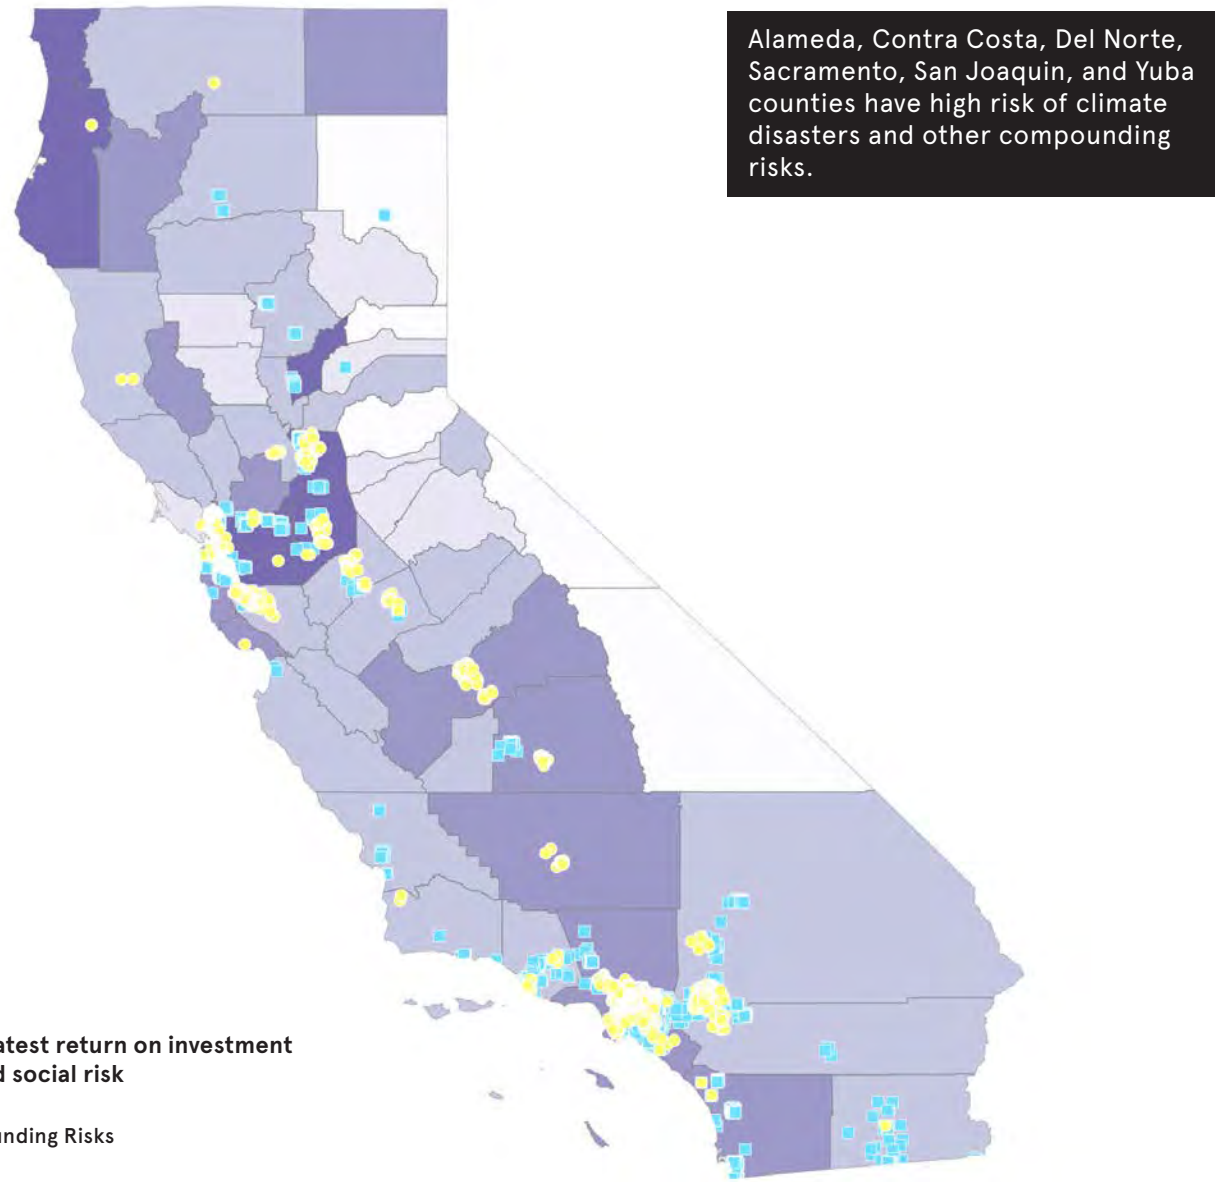 Alameda, Contra Costa, Del Norte,
Sacramento, San Joaquin, and Yuba
counties have high risk of climate
disasters and other compounding
risks.
atest return on investment
d social risk
unding Risks